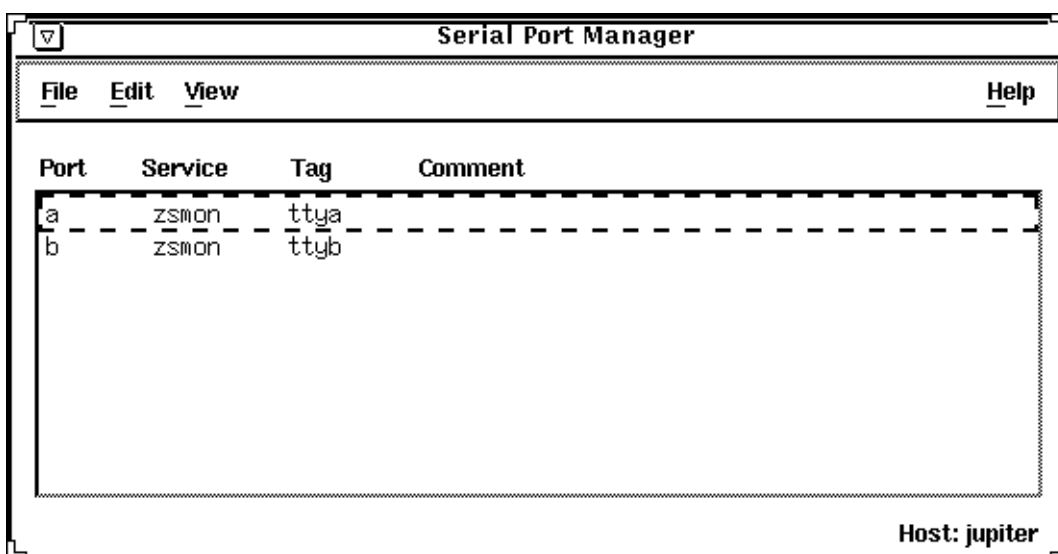 Serial Port Manager
File Edit View Help
Port Service Tag Comment
a zsmon ttya
b zsmon ttyb
Host: jupiter